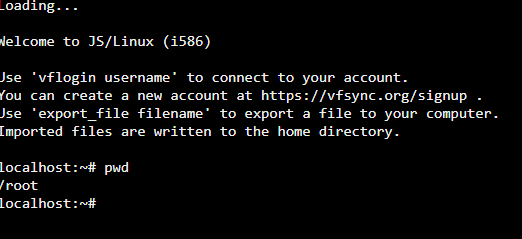 Loading...
Welcome to JS/Linux (i586)
Use 'vflogin username' to connect to your account.
You can create a new account at https://vfsync.org/signup .
Use 'export_file filename' to export a file to your computer.
Imported files are written to the home directory.
localhost:~# pwd
/root
localhost:~#